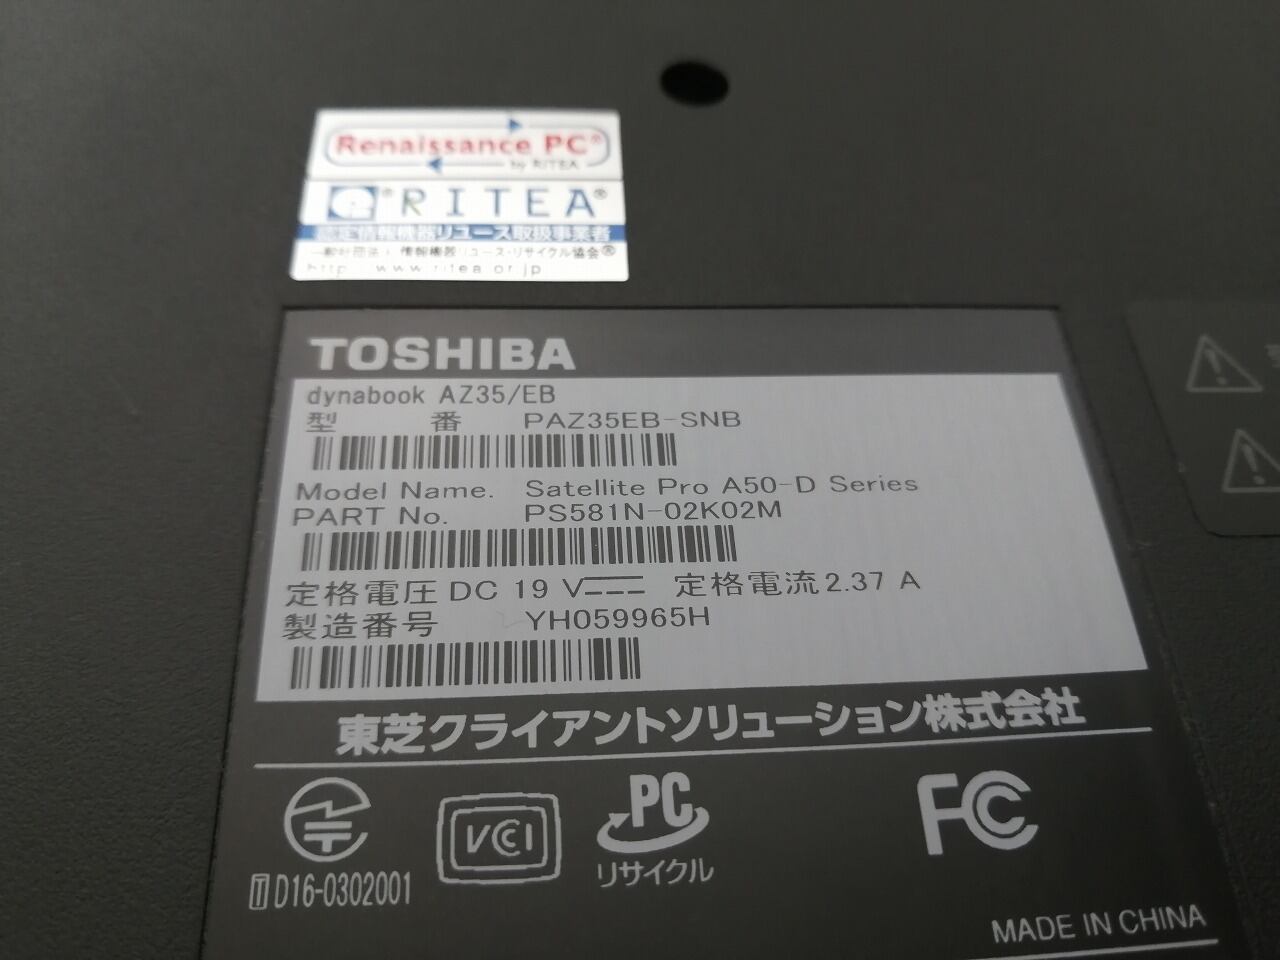 Renaissance PC®
by RITEA
®RITEA®
認定情報機器リユース取扱事業者
一般社団法人 情報機器リユース・リサイクル協会®
http www.ritea.or.jp
TOSHIBA
dynabook AZ35/EB
型 番 PAZ35EB-SNB
Model Name. Satellite Pro A50-D Series
PART No. PS581N-02K02M
定格電圧 DC 19 V 定格電流 2.37 A
製造番号 YH059965H
東芝クライアントソリューション株式会社
VCI
PC
リサイクル
FC
T D16-0302001
MADE IN CHINA